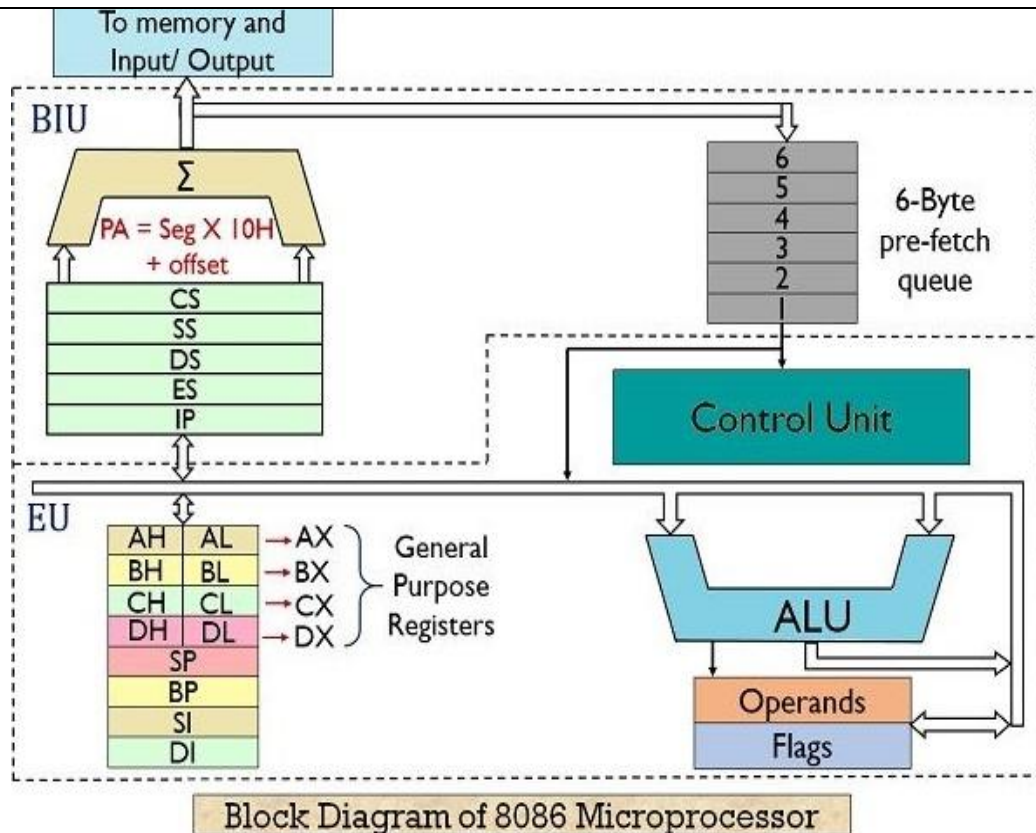 To memory and
Input/ Output
BIU
Σ
PA = Seg X 10H
+ offset
CS
SS
DS
ES
IP
6
5
4
3
2
1
6-Byte
pre-fetch
queue
Control Unit
EU
AH AL AX
BH BL BX
CH CL CX
DH DL DX
SP
BP
SI
DI
General
Purpose
Registers
ALU
Operands
Flags
Block Diagram of 8086 Microprocessor